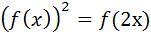 (f(x))² = f(2x)